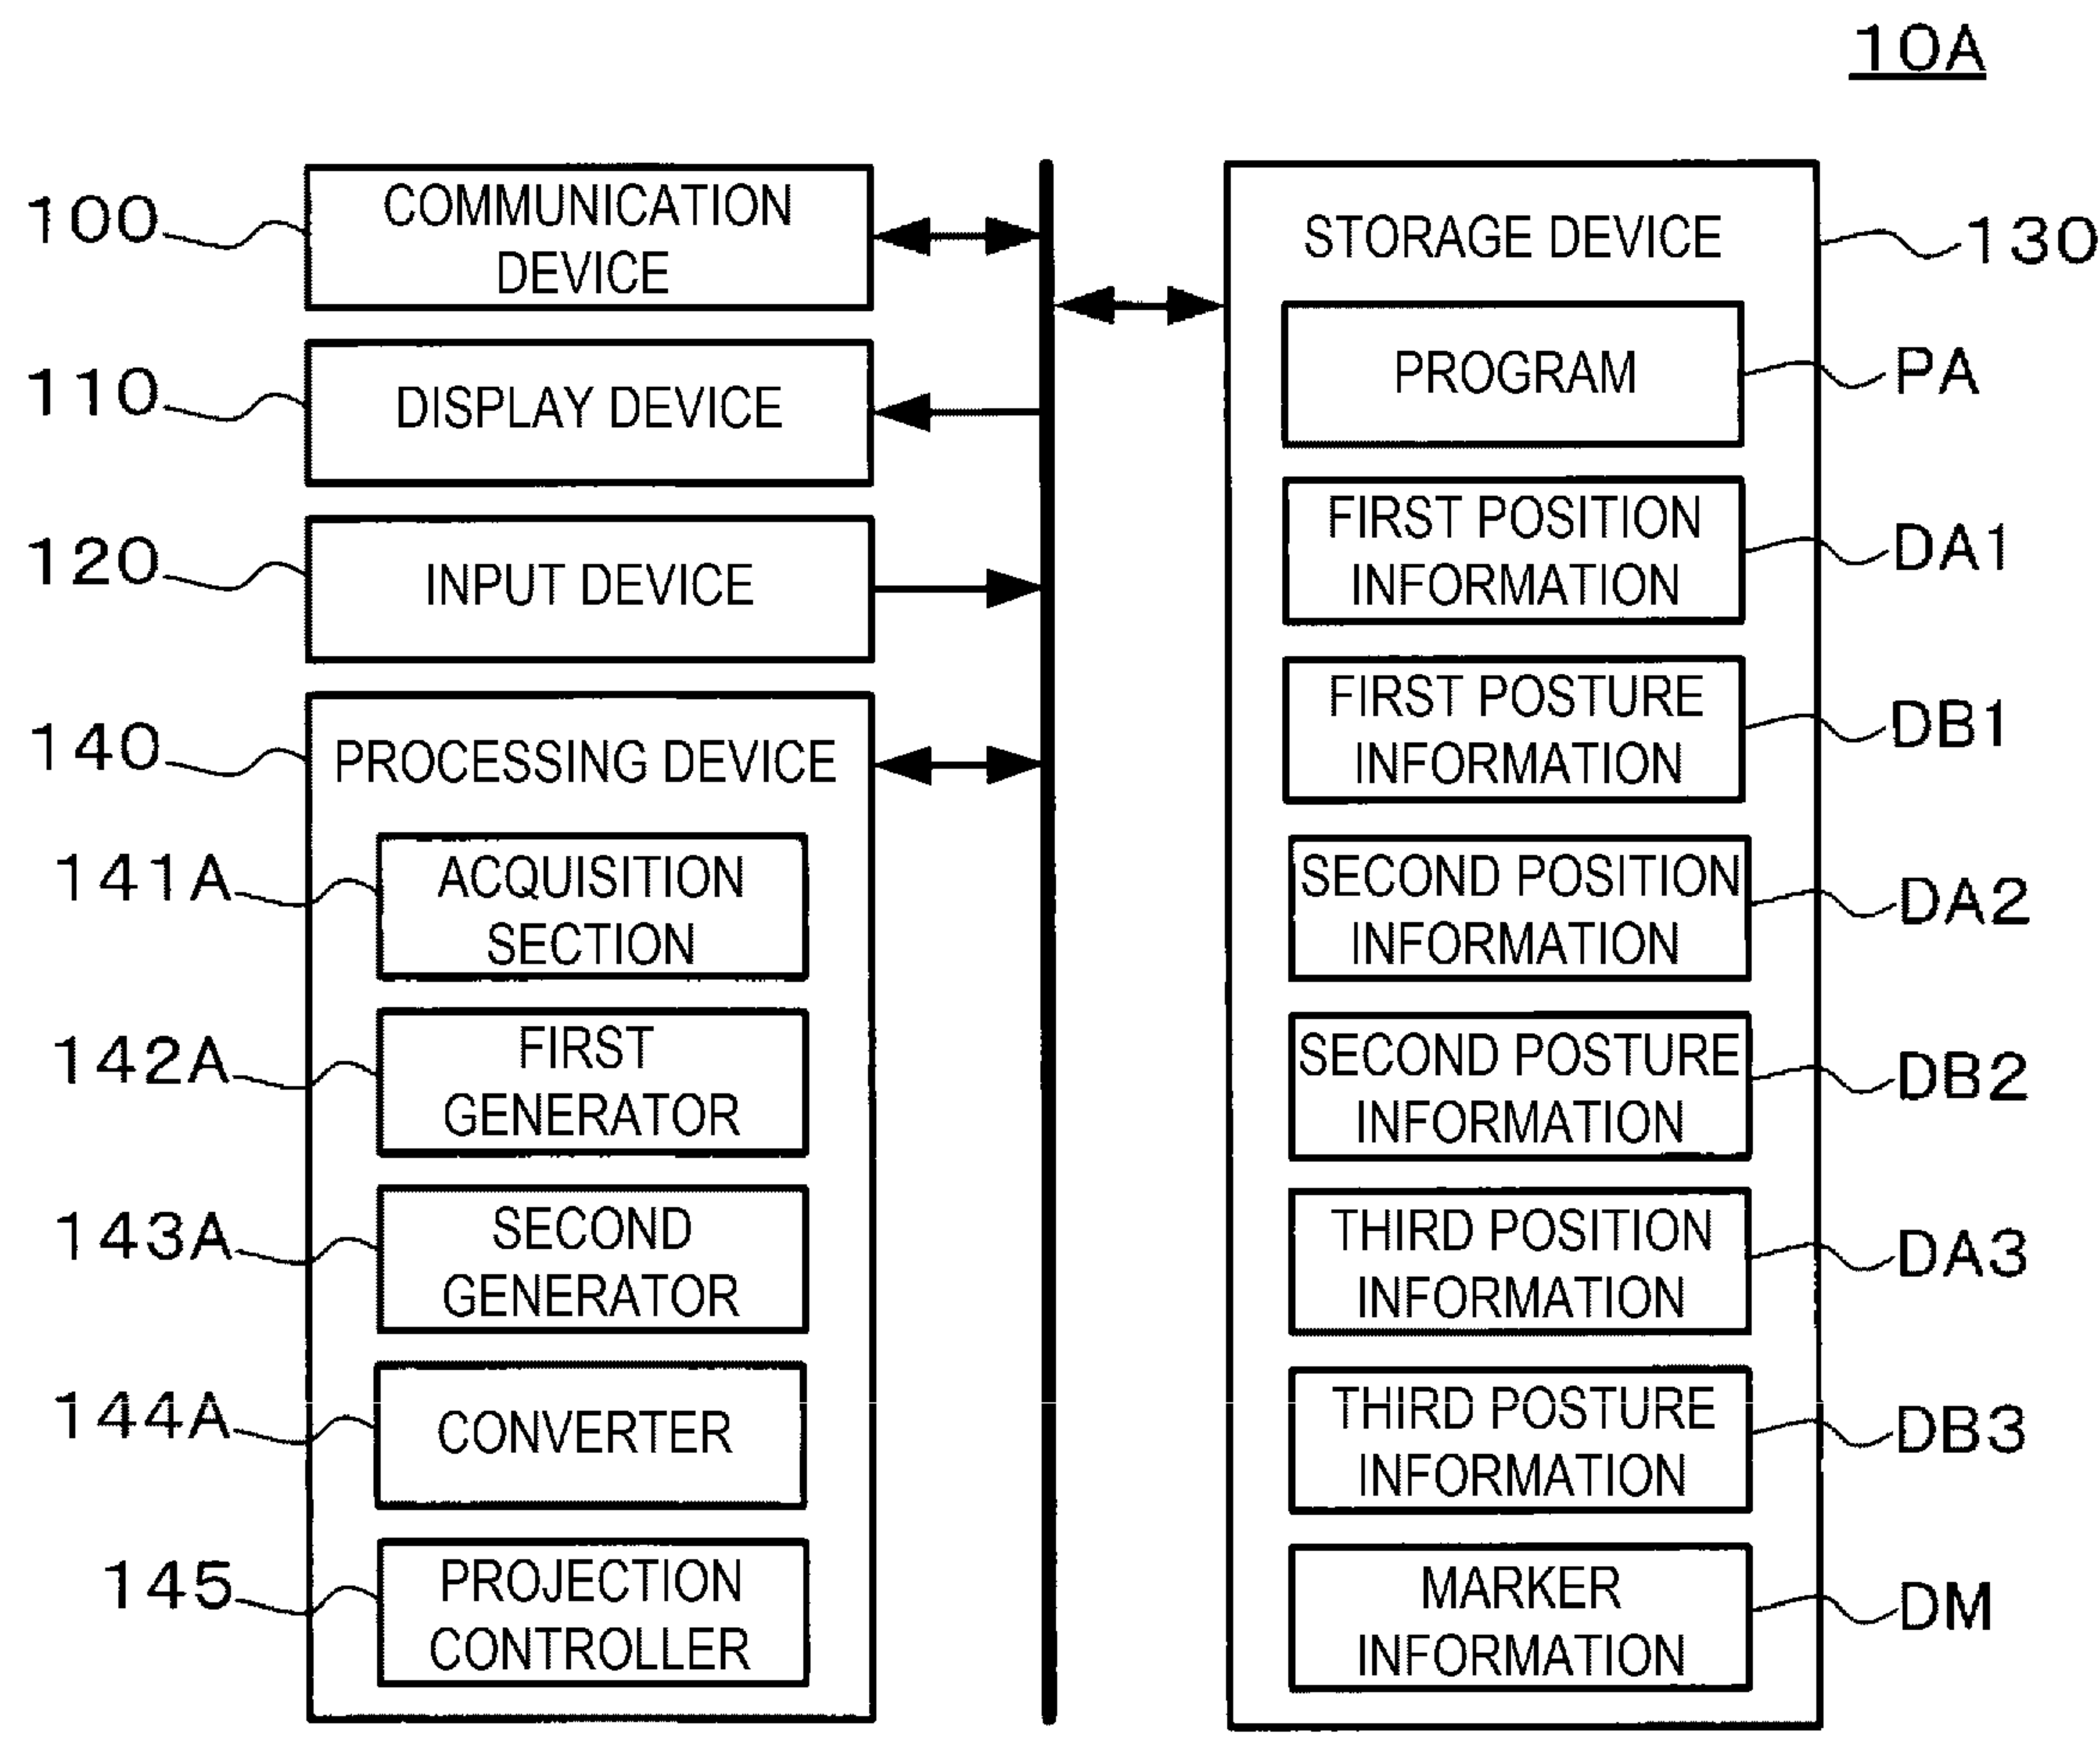 10A
100
COMMUNICATION
DEVICE
110
DISPLAY DEVICE
120
INPUT DEVICE
140
PROCESSING DEVICE
141A
ACQUISITION
SECTION
142A
FIRST
GENERATOR
143A
SECOND
GENERATOR
144A
CONVERTER
145
PROJECTION
CONTROLLER
STORAGE DEVICE
130
PROGRAM
PA
FIRST POSITION
INFORMATION
DA1
FIRST POSTURE
INFORMATION
DB1
SECOND POSITION
INFORMATION
DA2
SECOND POSTURE
INFORMATION
DB2
THIRD POSITION
INFORMATION
DA3
THIRD POSTURE
INFORMATION
DB3
MARKER
INFORMATION
DM